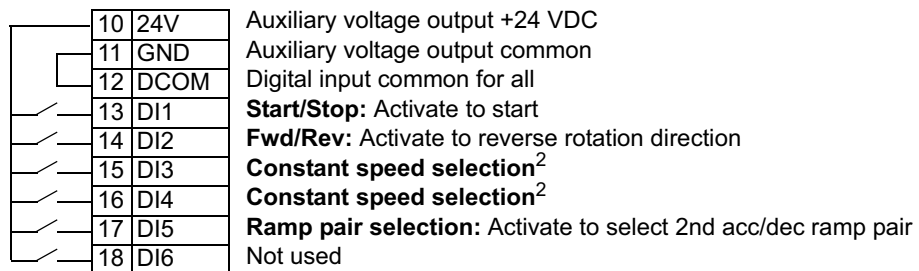 10 24V Auxiliary voltage output +24 VDC
11 GND Auxiliary voltage output common
12 DCOM Digital input common for all
13 DI1 Start/Stop: Activate to start
14 DI2 Fwd/Rev: Activate to reverse rotation direction
15 DI3 Constant speed selection2
16 DI4 Constant speed selection2
17 DI5 Ramp pair selection: Activate to select 2nd acc/dec ramp pair
18 DI6 Not used